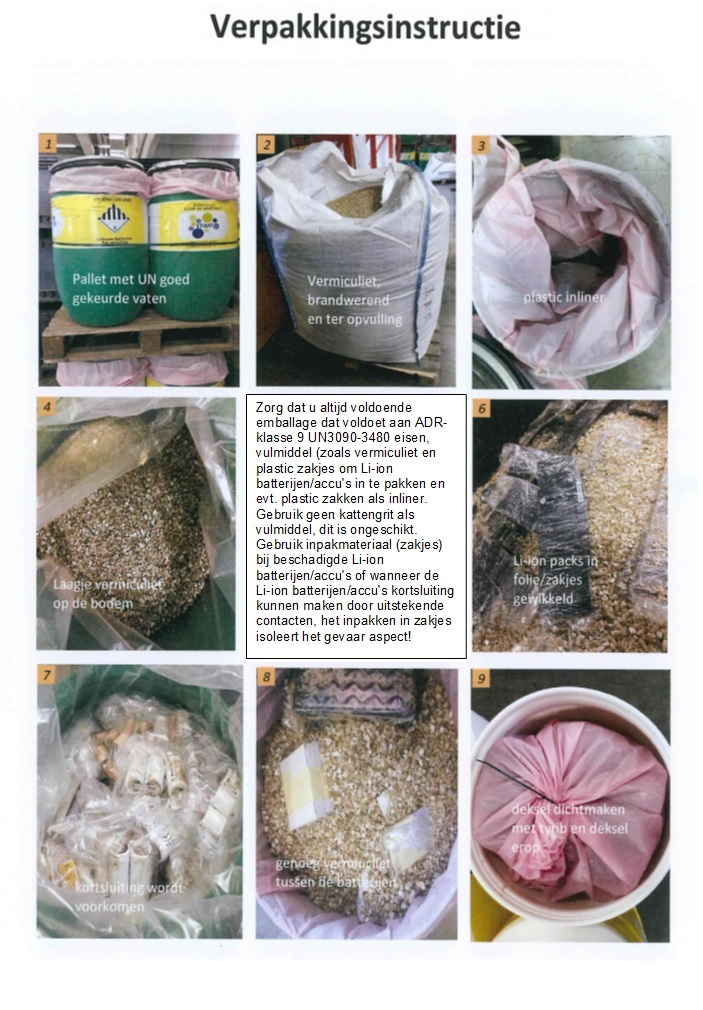 Verpakkingsinstructie
1
Pallet met UN goed
gekeurde vaten
2
Vermiculiet,
brandwerend
en ter opvulling
3
plastic inliner
4
Laagje vermiculiet
op de bodem
Zorg dat u altijd voldoende
emballage dat voldoet aan ADR-
klasse 9 UN3090-3480 eisen,
vulmiddel (zoals vermiculiet en
plastic zakjes om Li-ion
batterijen/accu's in te pakken en
evt. plastic zakken als inliner.
Gebruik geen kattengrit als
vulmiddel, dit is ongeschikt.
Gebruik inpakmateriaal (zakjes)
bij beschadigde Li-ion
batterijen/accu's of wanneer de
Li-ion batterijen/accu's kortsluiting
kunnen maken door uitstekende
contacten, het inpakken in zakjes
isoleert het gevaar aspect!
6
Li-ion packs in
folie/zakjes
gewikkeld
7
kortsluiting wordt
voorkomen
8
genoeg vermiculiet
tussen de batterijen
9
deksel dichtmaken
met tyrib en deksel
erop